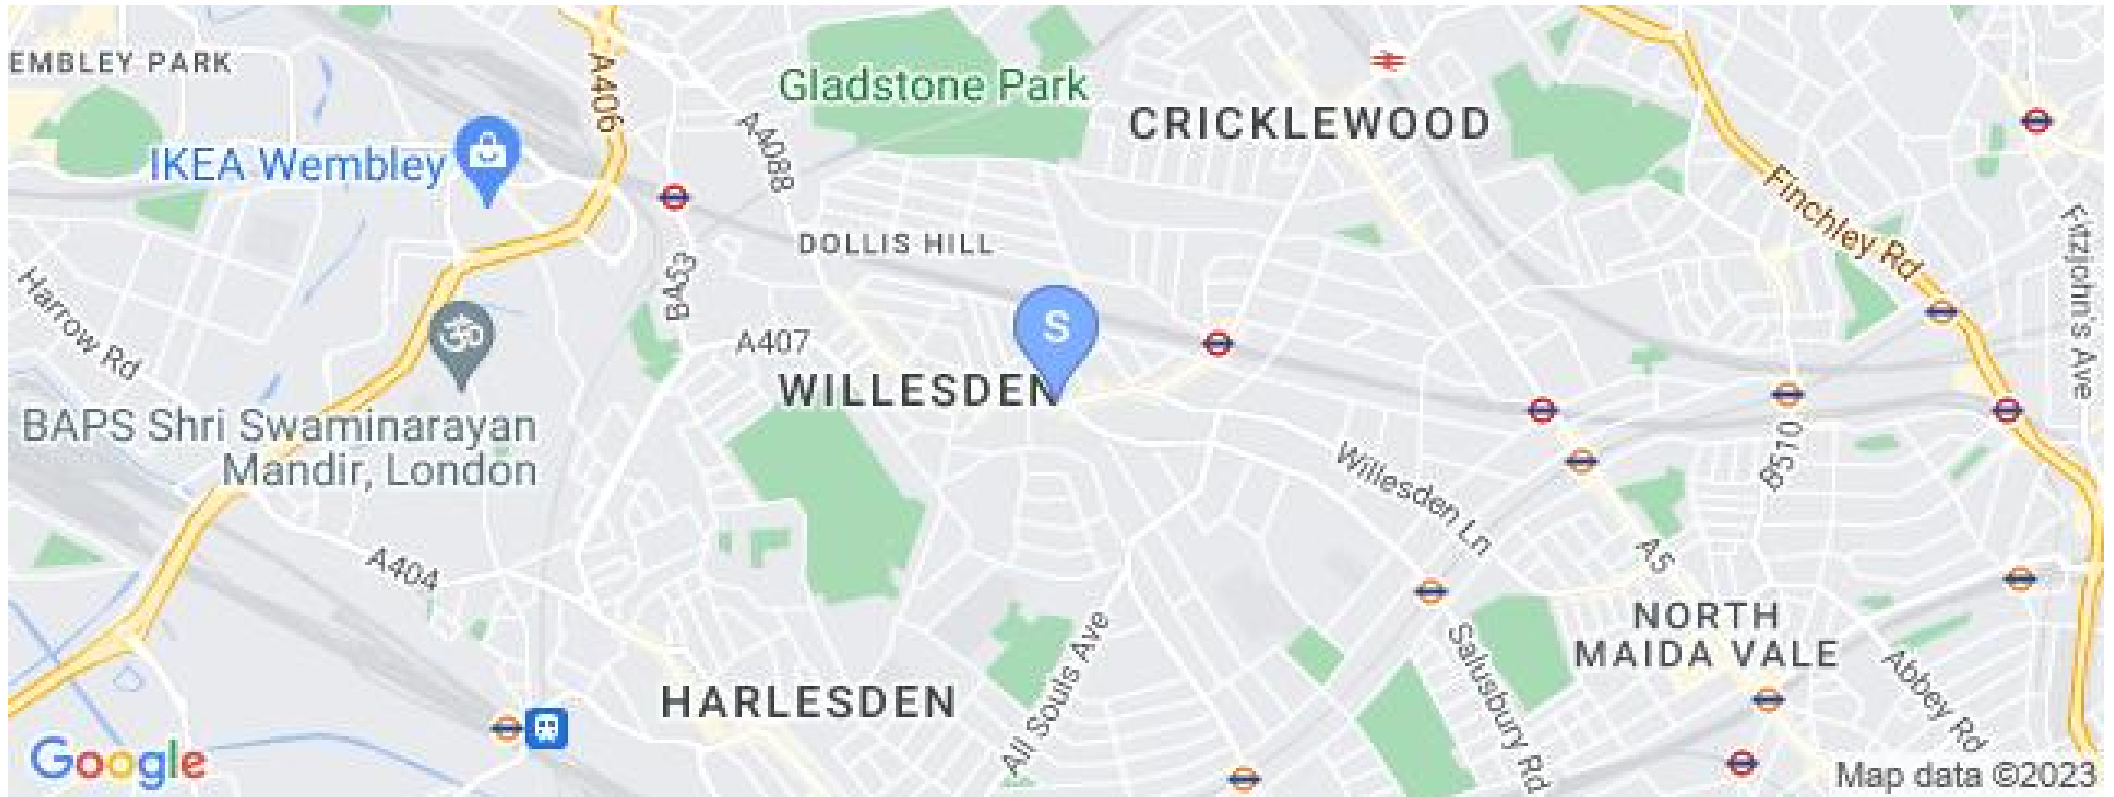 EMBLEY PARK
A406
Gladstone Park
CRICKLEWOOD
A4088
IKEA Wembley
Finchley Rd
Fitzjohn's Ave
DOLLIS HILL
B453
Harrow Rd
S
A407
WILLESDEN
BAPS Shri Swaminarayan
Mandir, London
B510
Willesden Ln
A404
A5
NORTH
MAIDA VALE
All Souls Ave
Salusbury Rd
Abbey Rd
HARLESDEN
Google
Map data ©2023